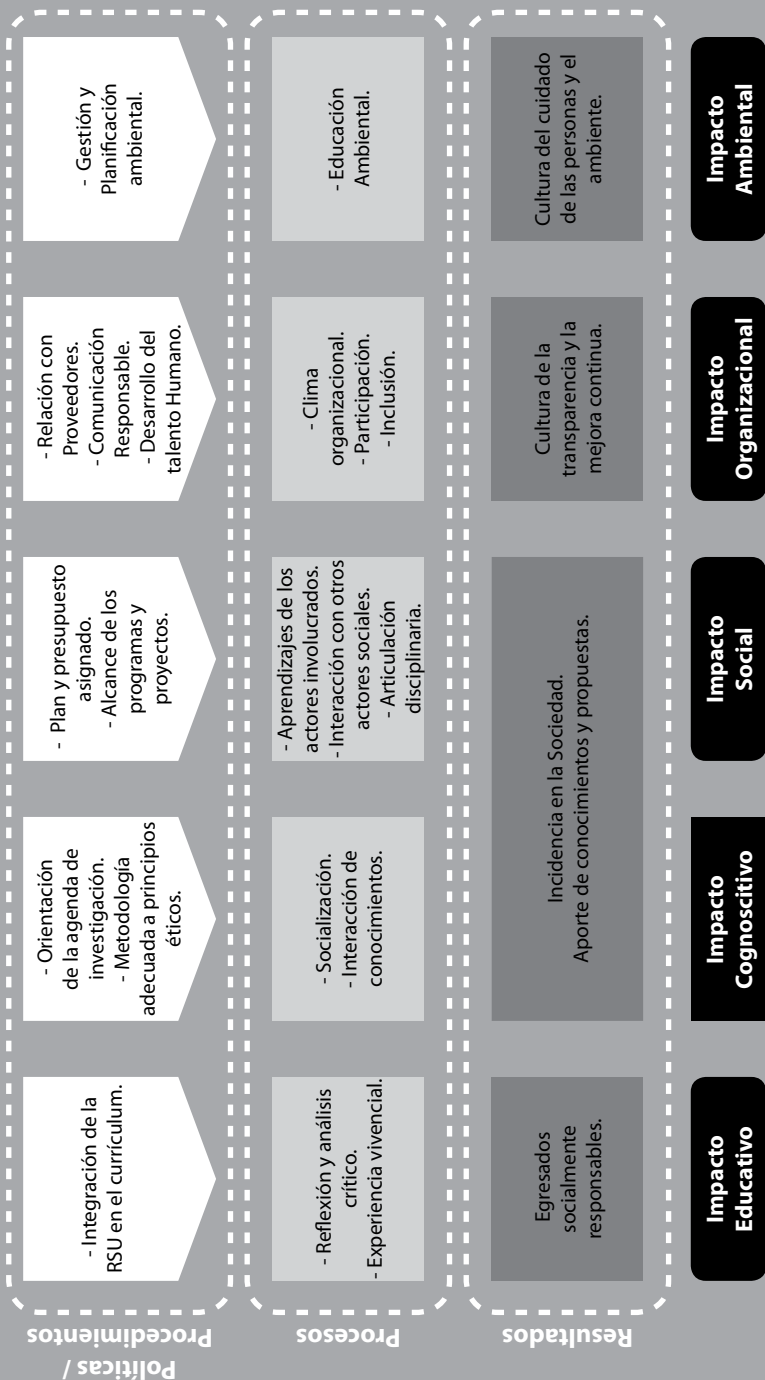 Políticas /
Procedimientos
- Integración de la
RSU en el currículum.
- Orientación
de la agenda de
investigación.
- Metodología
adecuada a principios
éticos.
- Plan y presupuesto
asignado.
- Alcance de los
programas y
proyectos.
- Relación con
Proveedores.
- Comunicación
Responsable.
- Desarrollo del
talento Humano.
- Gestión y
Planificación
ambiental.
Procesos
- Reflexión y análisis
crítico.
- Experiencia vivencial.
- Socialización.
- Interacción de
conocimientos.
- Aprendizajes de los
actores involucrados.
- Interacción con otros
actores sociales.
- Articulación
disciplinaria.
- Clima
organizacional.
- Participación.
- Inclusión.
- Educación
Ambiental.
Resultados
Egresados
socialmente
responsables.
Incidencia en la Sociedad.
Aporte de conocimientos y propuestas.
Cultura de la
transparencia y la
mejora continua.
Cultura del cuidado
de las personas y el
ambiente.
Impacto
Educativo
Impacto
Cognoscitivo
Impacto
Social
Impacto
Organizacional
Impacto
Ambiental